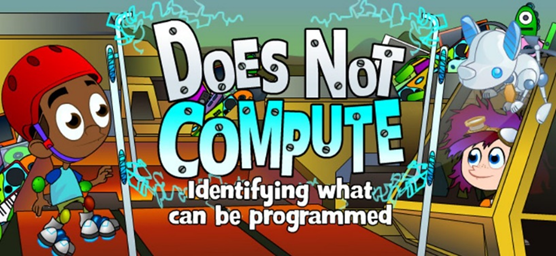 Does Not
Compute
Identifying what
can be programmed